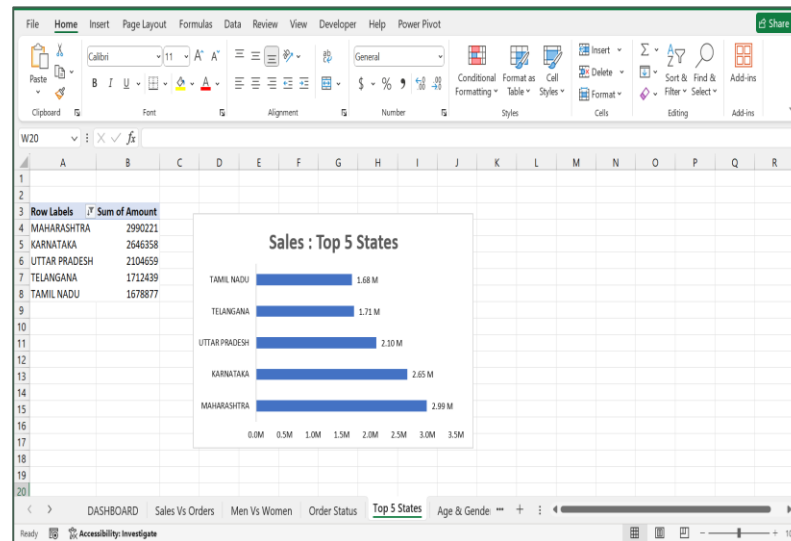 File Home Insert Page Layout Formulas Data Review View Developer Help Power Pivot Share
Paste
Calibri 11 A^ A˅
B I U A
ab
General
$ % 9 .00
Conditional Formatting Format as Table Cell Styles
Insert
Delete
Format
Sort & Filter Find & Select
Add-ins
Clipboard Font Alignment Number Styles Cells Editing Add-ins
W20 fx
A B C D E F G H I J K L M N O P Q R
1
2
3 Row Labels Sum of Amount
4 MAHARASHTRA 2990221
5 KARNATAKA 2646358
6 UTTAR PRADESH 2104659
7 TELANGANA 1712439
8 TAMIL NADU 1678877
9
10
11
12
13
14
15
16
17
18
19
20
Sales : Top 5 States
TAMIL NADU 1.68 M
TELANGANA 1.71 M
UTTAR PRADESH 2.10 M
KARNATAKA 2.65 M
MAHARASHTRA 2.99 M
0.0M 0.5M 1.0M 1.5M 2.0M 2.5M 3.0M 3.5M
DASHBOARD Sales Vs Orders Men Vs Women Order Status Top 5 States Age & Gende
Ready Accessibility: Investigate